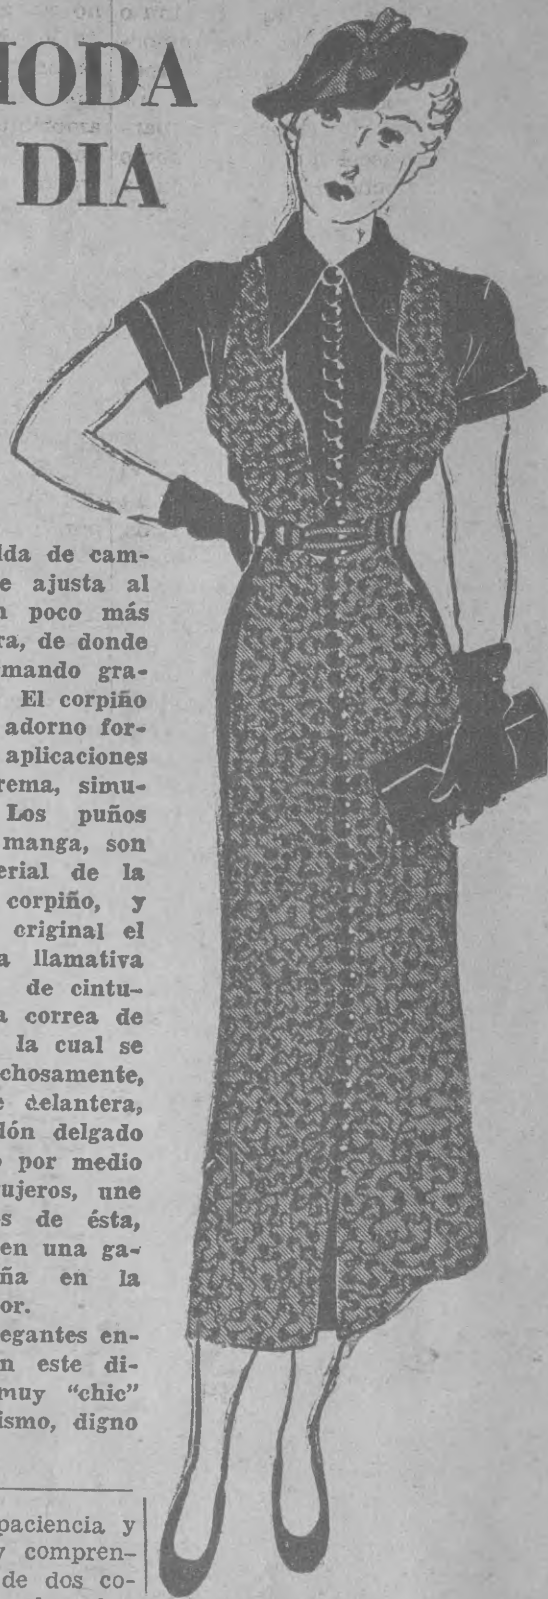 MODA
DIA
lda de cam-
e ajusta al
n poco más
ra, de donde
mando gra-
El corpiño
adorno for-
aplicaciones
rema, simu-
Los puños
manga, son
erial de la
corpiño, y
original el
a llamativa
de cintu-
a correa de
la cual se
chosamente,
e delantera,
dón delgado
o por medio
ujeros, une
s de ésta,
en una ga-
ña en la
or.
egantes en-
n este di-
muy "chic"
ismo, digno
paciencia y
y compren-
de dos co-